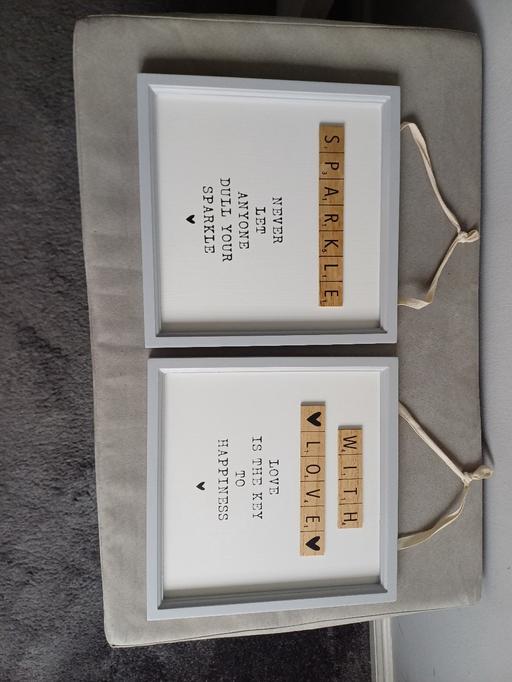 SPARKLE
NEVER
LET
ANYONE
DULL YOUR
SPARKLE
WITH
LOVE
LOVE
IS THE KEY
TO
HAPPINESS